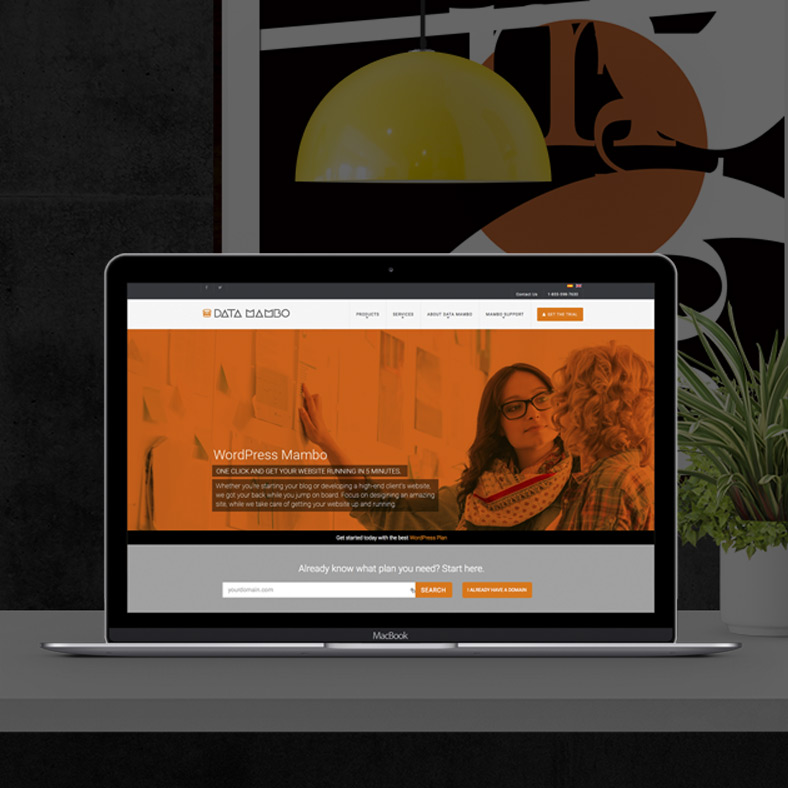 Contact Us
DATA MAMBO
PRODUCTS
SERVICES
ABOUT DATA MAMBO
MAMBO SUPPORT
GET THE TRIAL
WordPress Mambo
ONE CLICK AND GET YOUR WEBSITE RUNNING IN 5 MINUTES.
Whether you're starting your blog or developing a high-end client's website,
we got your back while you jump on board. Focus on designing an amazing
site, while we take care of getting your website up and running.
Get started today with the best WordPress Plan
Already know what plan you need? Start here.
yourdomain.com
SEARCH
I ALREADY HAVE A DOMAIN
MacBook